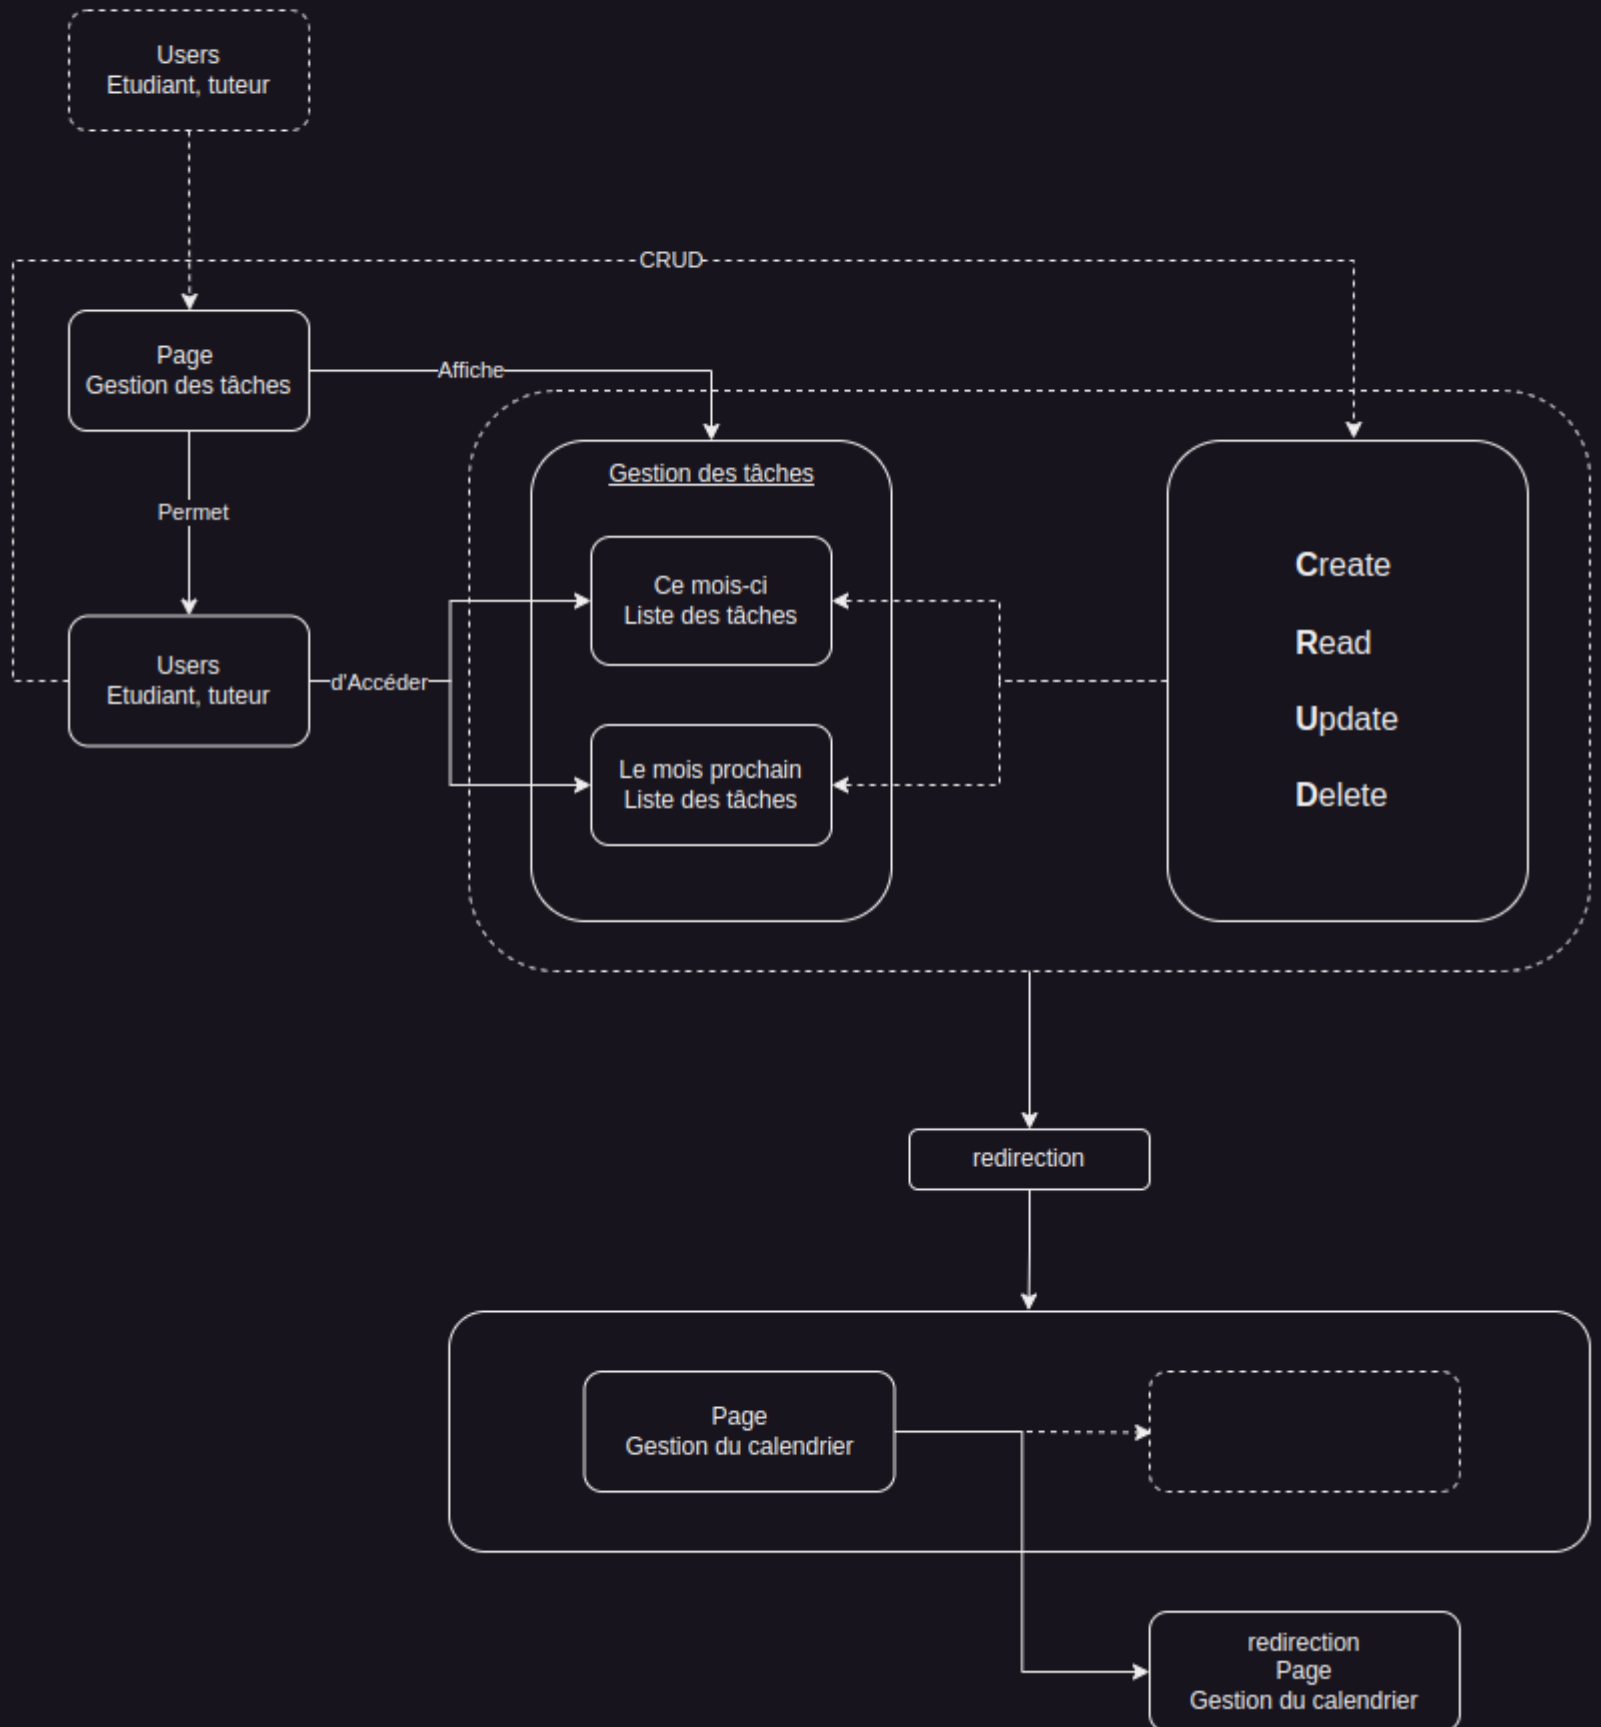 Users
Etudiant, tuteur
CRUD
Page
Gestion des tâches
Affiche
Permet
Users
Etudiant, tuteur
d'Accéder
Gestion des tâches
Ce mois-ci
Liste des tâches
Le mois prochain
Liste des tâches
Create
Read
Update
Delete
redirection
Page
Gestion du calendrier
redirection
Page
Gestion du calendrier